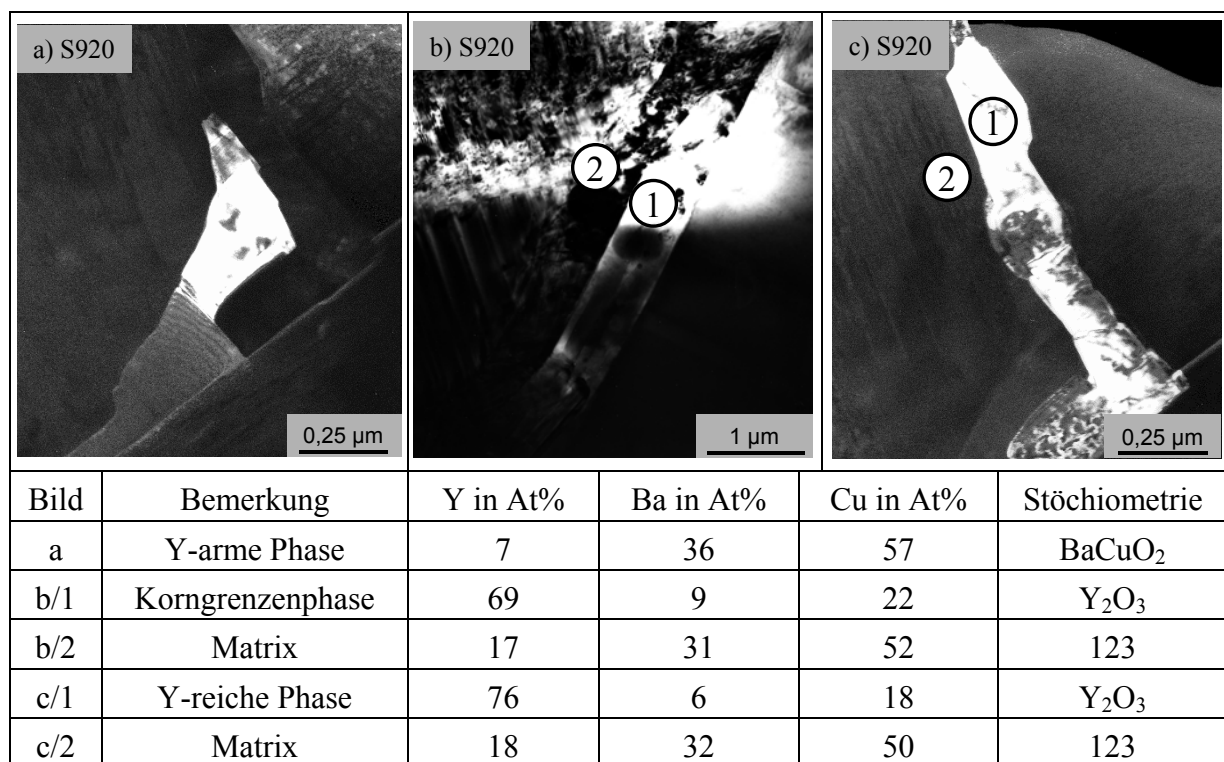 a) S920
b) S920
c) S920
2
1
1
2
0,25 µm
1 µm
0,25 µm
Bild Bemerkung Y in At% Ba in At% Cu in At% Stöchiometrie
a Y-arme Phase 7 36 57 BaCuO₂
b/1 Korngrenzenphase 69 9 22 Y₂O₃
b/2 Matrix 17 31 52 123
c/1 Y-reiche Phase 76 6 18 Y₂O₃
c/2 Matrix 18 32 50 123